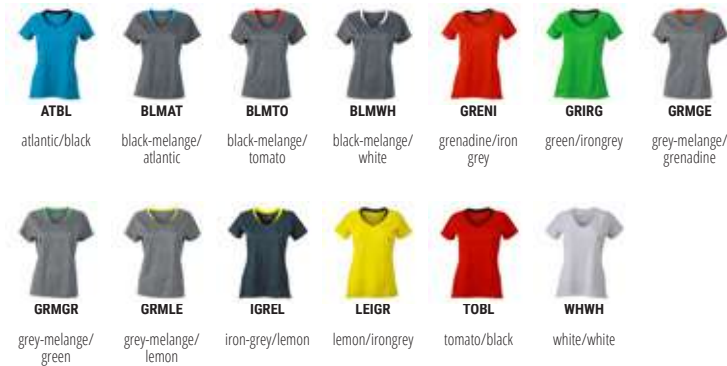 ATBL BLMAT BLMTO BLMWH GRENI GRIRG GRMGE
atlantic/black black-melange/ black-melange/ black-melange/ grenadine/iron green/irongrey grey-melange/
atlantic tomato white grey grenadine
GRMGR GRMLE IGREL LEIGR TOBL WHWH
grey-melange/ grey-melange/ iron-grey/lemon lemon/irongrey tomato/black white/white
green lemon